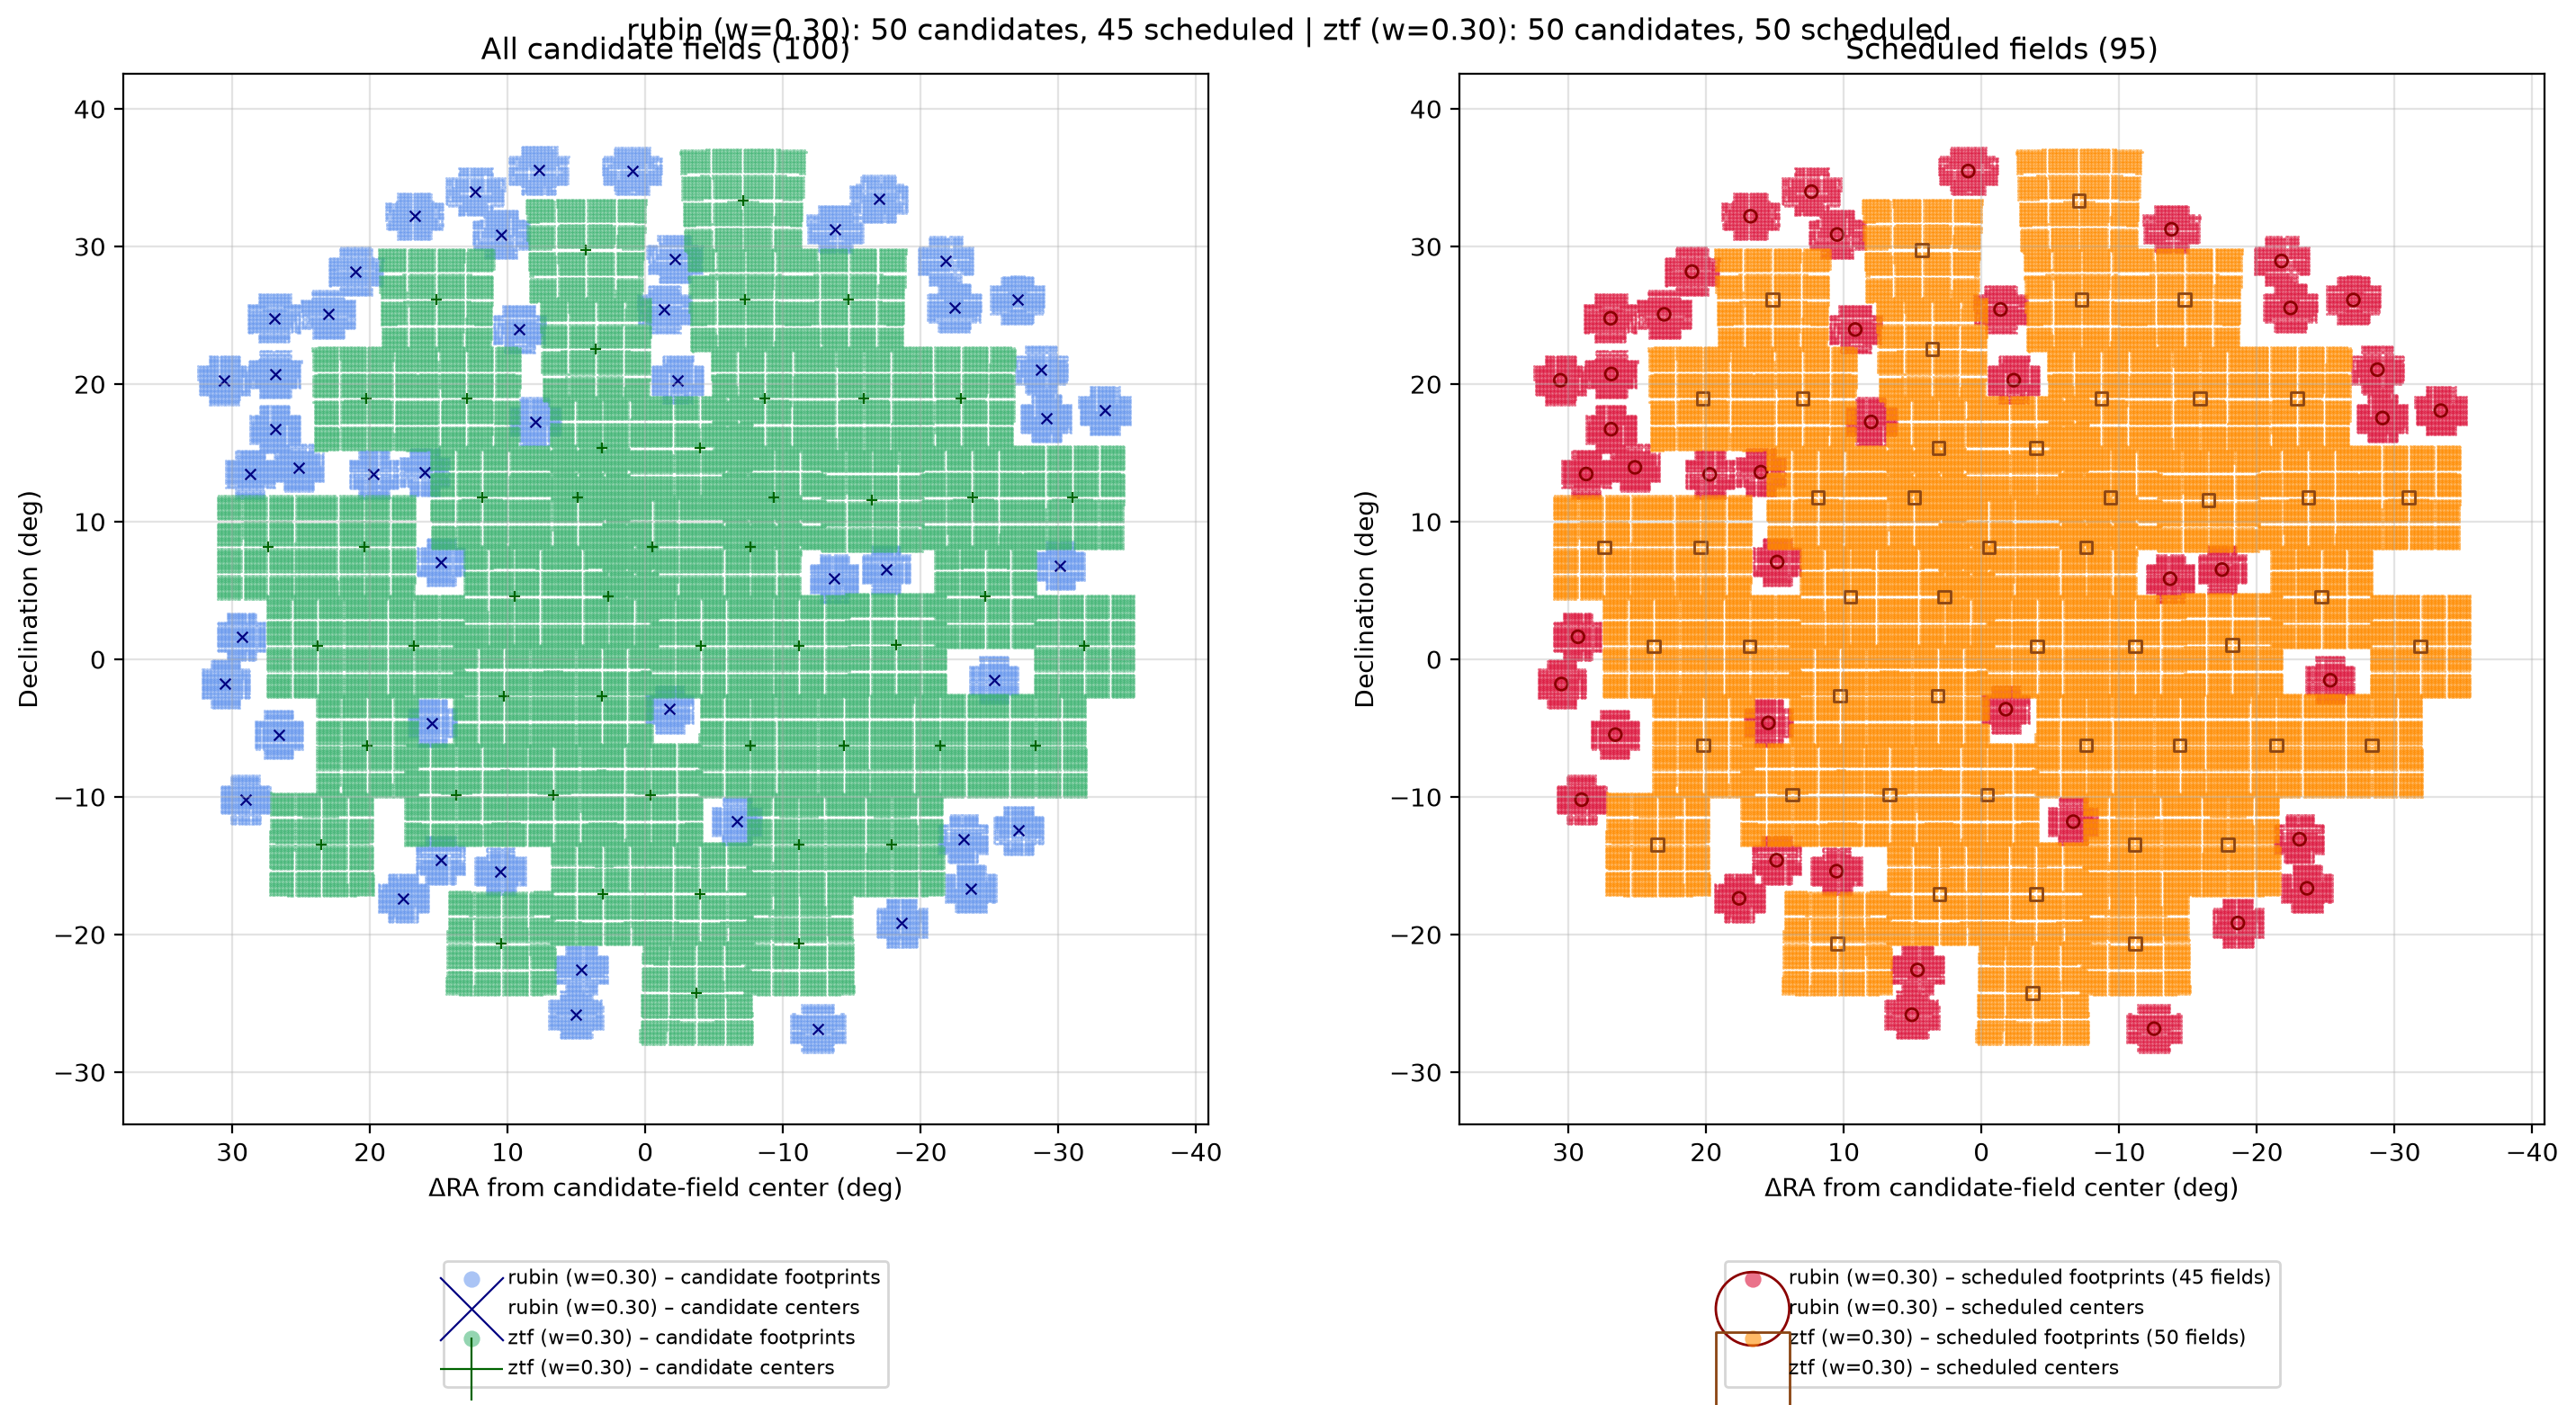 rubin (w=0.30): 50 candidates, 45 scheduled | ztf (w=0.30): 50 candidates, 50 scheduled
All candidate fields (100)
Scheduled fields (95)
40
30
20
10
0
−10
−20
−30
Declination (deg)
30
20
10
0
−10
−20
−30
−40
ΔRA from candidate-field center (deg)
40
30
20
10
0
−10
−20
−30
Declination (deg)
30
20
10
0
−10
−20
−30
−40
ΔRA from candidate-field center (deg)
rubin (w=0.30) – candidate footprints
rubin (w=0.30) – candidate centers
ztf (w=0.30) – candidate footprints
ztf (w=0.30) – candidate centers
rubin (w=0.30) – scheduled footprints (45 fields)
rubin (w=0.30) – scheduled centers
ztf (w=0.30) – scheduled footprints (50 fields)
ztf (w=0.30) – scheduled centers